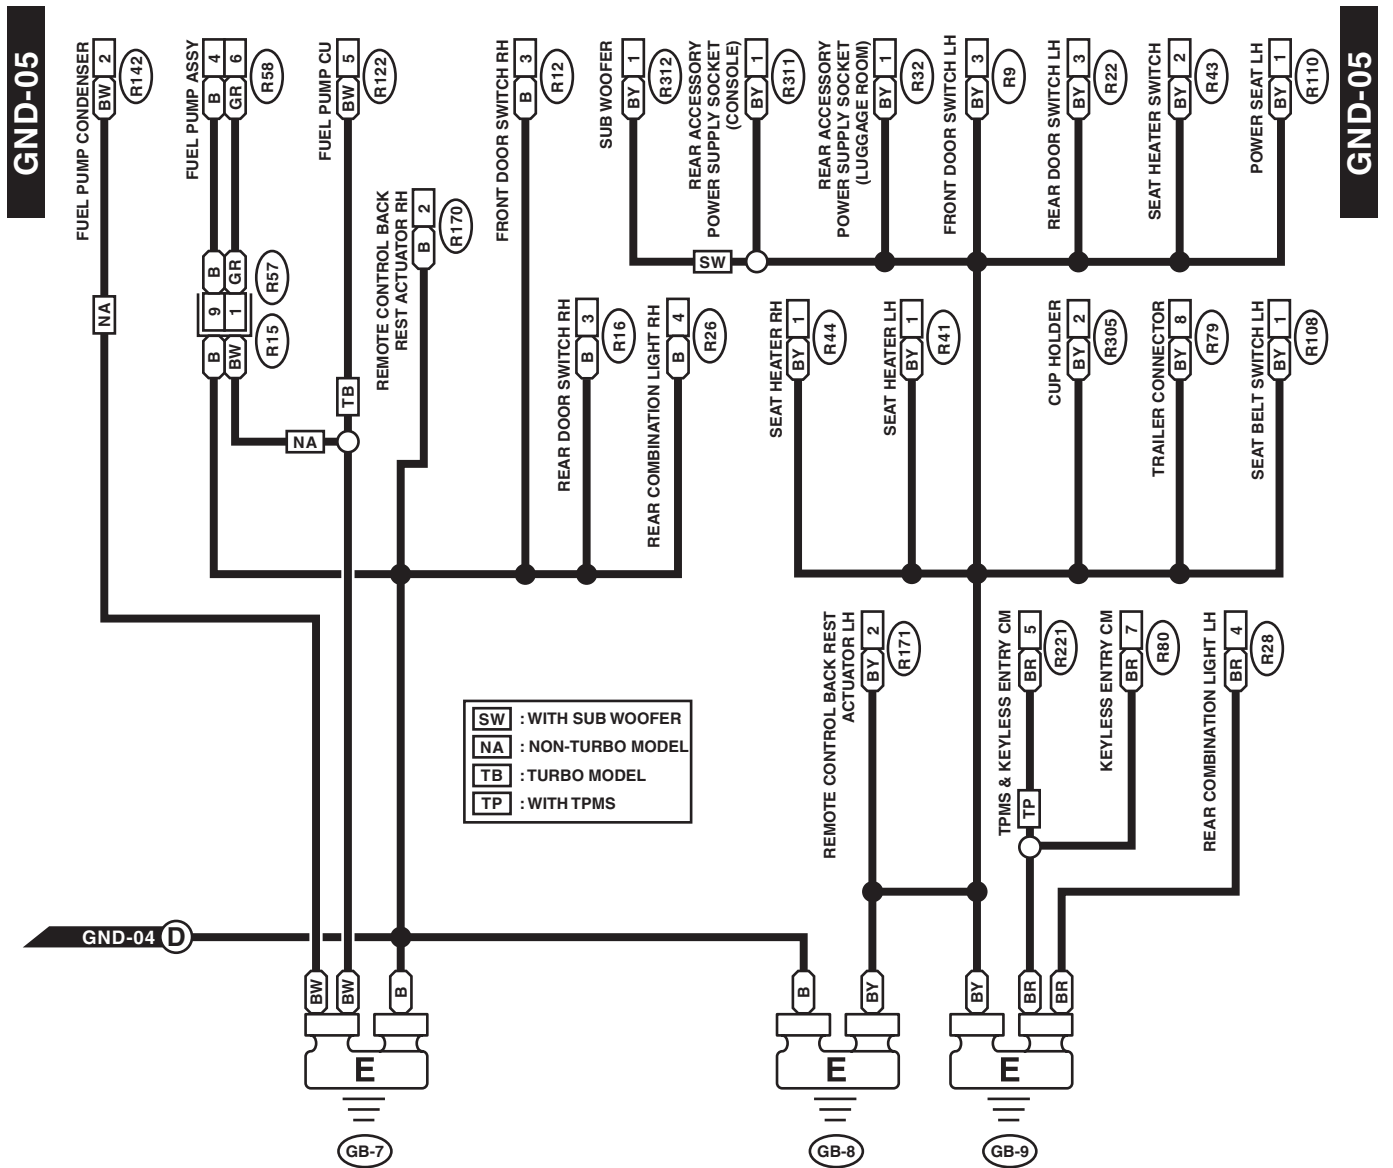 GND-05
GND-05
FUEL PUMP CONDENSER
2
BW
R142
FUEL PUMP ASSY
4
6
B
GR
R58
FUEL PUMP CU
5
BW
R122
FRONT DOOR SWITCH RH
3
B
R12
SUB WOOFER
1
BY
R312
REAR ACCESSORY
POWER SUPPLY SOCKET
(CONSOLE)
1
BY
R311
REAR ACCESSORY
POWER SUPPLY SOCKET
(LUGGAGE ROOM)
1
BY
R32
FRONT DOOR SWITCH LH
3
BY
R9
REAR DOOR SWITCH LH
3
BY
R22
SEAT HEATER SWITCH
2
BY
R43
POWER SEAT LH
1
BY
R110
REMOTE CONTROL BACK
REST ACTUATOR RH
2
B
R170
SW
NA
B
GR
R57
9
1
R15
B
BW
TB
NA
REAR DOOR SWITCH RH
3
B
R16
REAR COMBINATION LIGHT RH
4
B
R26
SEAT HEATER RH
1
BY
R44
SEAT HEATER LH
1
BY
R41
CUP HOLDER
2
BY
R305
TRAILER CONNECTOR
8
BY
R79
SEAT BELT SWITCH LH
1
BY
R108
REMOTE CONTROL BACK REST
ACTUATOR LH
2
BY
R171
TPMS & KEYLESS ENTRY CM
5
BR
R221
KEYLESS ENTRY CM
7
BR
R80
REAR COMBINATION LIGHT LH
4
BR
R28
TP
SW : WITH SUB WOOFER
NA : NON-TURBO MODEL
TB : TURBO MODEL
TP : WITH TPMS
GND-04 D
BW
BW
B
B
BY
BY
BR
BR
E
E
E
GB-7
GB-8
GB-9